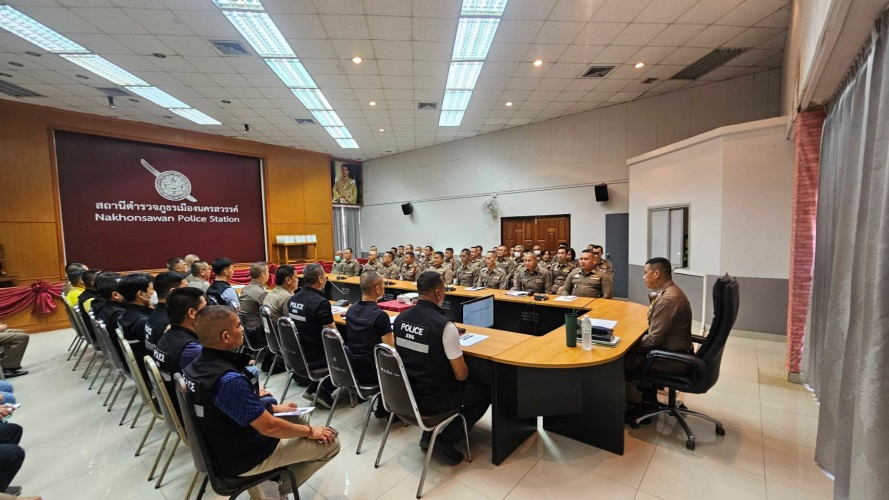 สถานีตำรวจภูธรเมืองนครสวรรค์
Nakhonsawan Police Station
POLICE
POLICE